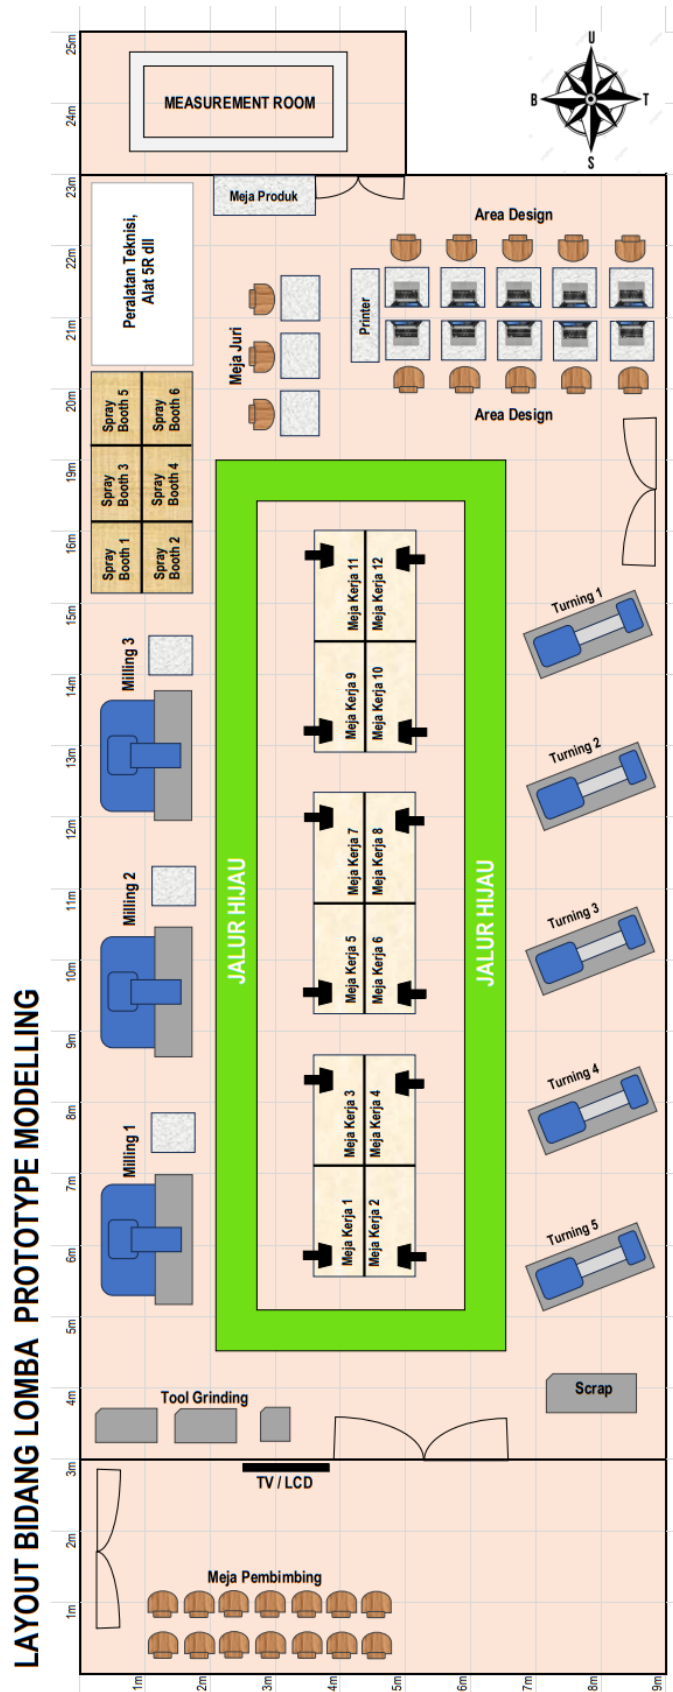 LAYOUT BIDANG LOMBA PROTOTYPE MODELLING
25m
24m
23m
22m
21m
20m
19m
16m
15m
14m
13m
12m
11m
10m
9m
8m
7m
6m
5m
4m
3m
2m
1m
U
B
T
S
MEASUREMENT ROOM
Meja Produk
Peralatan Teknisi,
Alat 5R dll
Area Design
Printer
Meja Juri
Area Design
Spray
Booth 5
Spray
Booth 6
Spray
Booth 3
Spray
Booth 4
Spray
Booth 1
Spray
Booth 2
Meja Kerja 11
Meja Kerja 12
Meja Kerja 9
Meja Kerja 10
Meja Kerja 7
Meja Kerja 8
Meja Kerja 5
Meja Kerja 6
Meja Kerja 3
Meja Kerja 4
Meja Kerja 1
Meja Kerja 2
JALUR HIJAU
JALUR HIJAU
Milling 3
Milling 2
Milling 1
Turning 1
Turning 2
Turning 3
Turning 4
Turning 5
Scrap
Tool Grinding
TV / LCD
Meja Pembimbing
1m
2m
3m
4m
5m
6m
7m
8m
9m